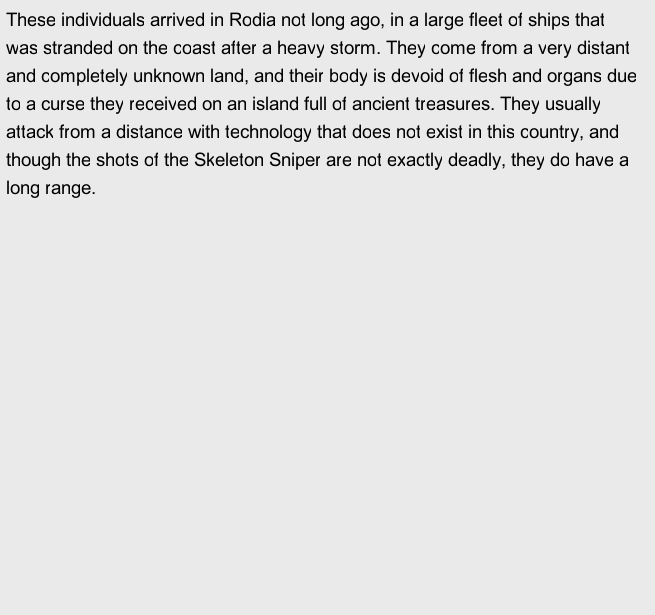 These individuals arrived in Rodia not long ago, in a large fleet of ships that
was stranded on the coast after a heavy storm. They come from a very distant
and completely unknown land, and their body is devoid of flesh and organs due
to a curse they received on an island full of ancient treasures. They usually
attack from a distance with technology that does not exist in this country, and
though the shots of the Skeleton Sniper are not exactly deadly, they do have a
long range.